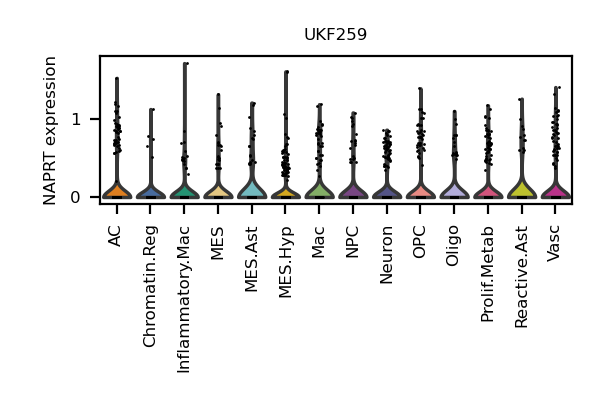 UKF259
NAPRT expression
1
0
AC
Chromatin.Reg
Inflammatory.Mac
MES
MES.Ast
MES.Hyp
Mac
NPC
Neuron
OPC
Oligo
Prolif.Metab
Reactive.Ast
Vasc